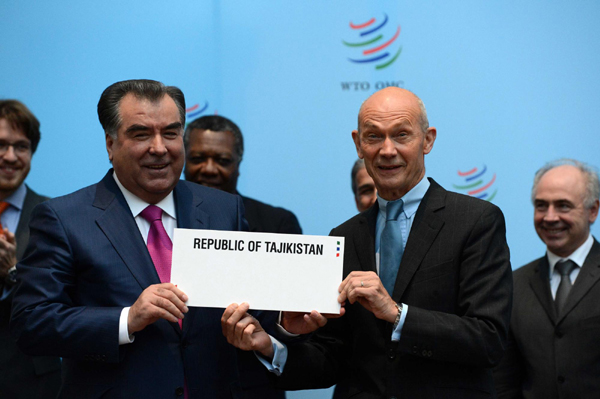 WTO OMC
REPUBLIC OF TAJIKISTAN